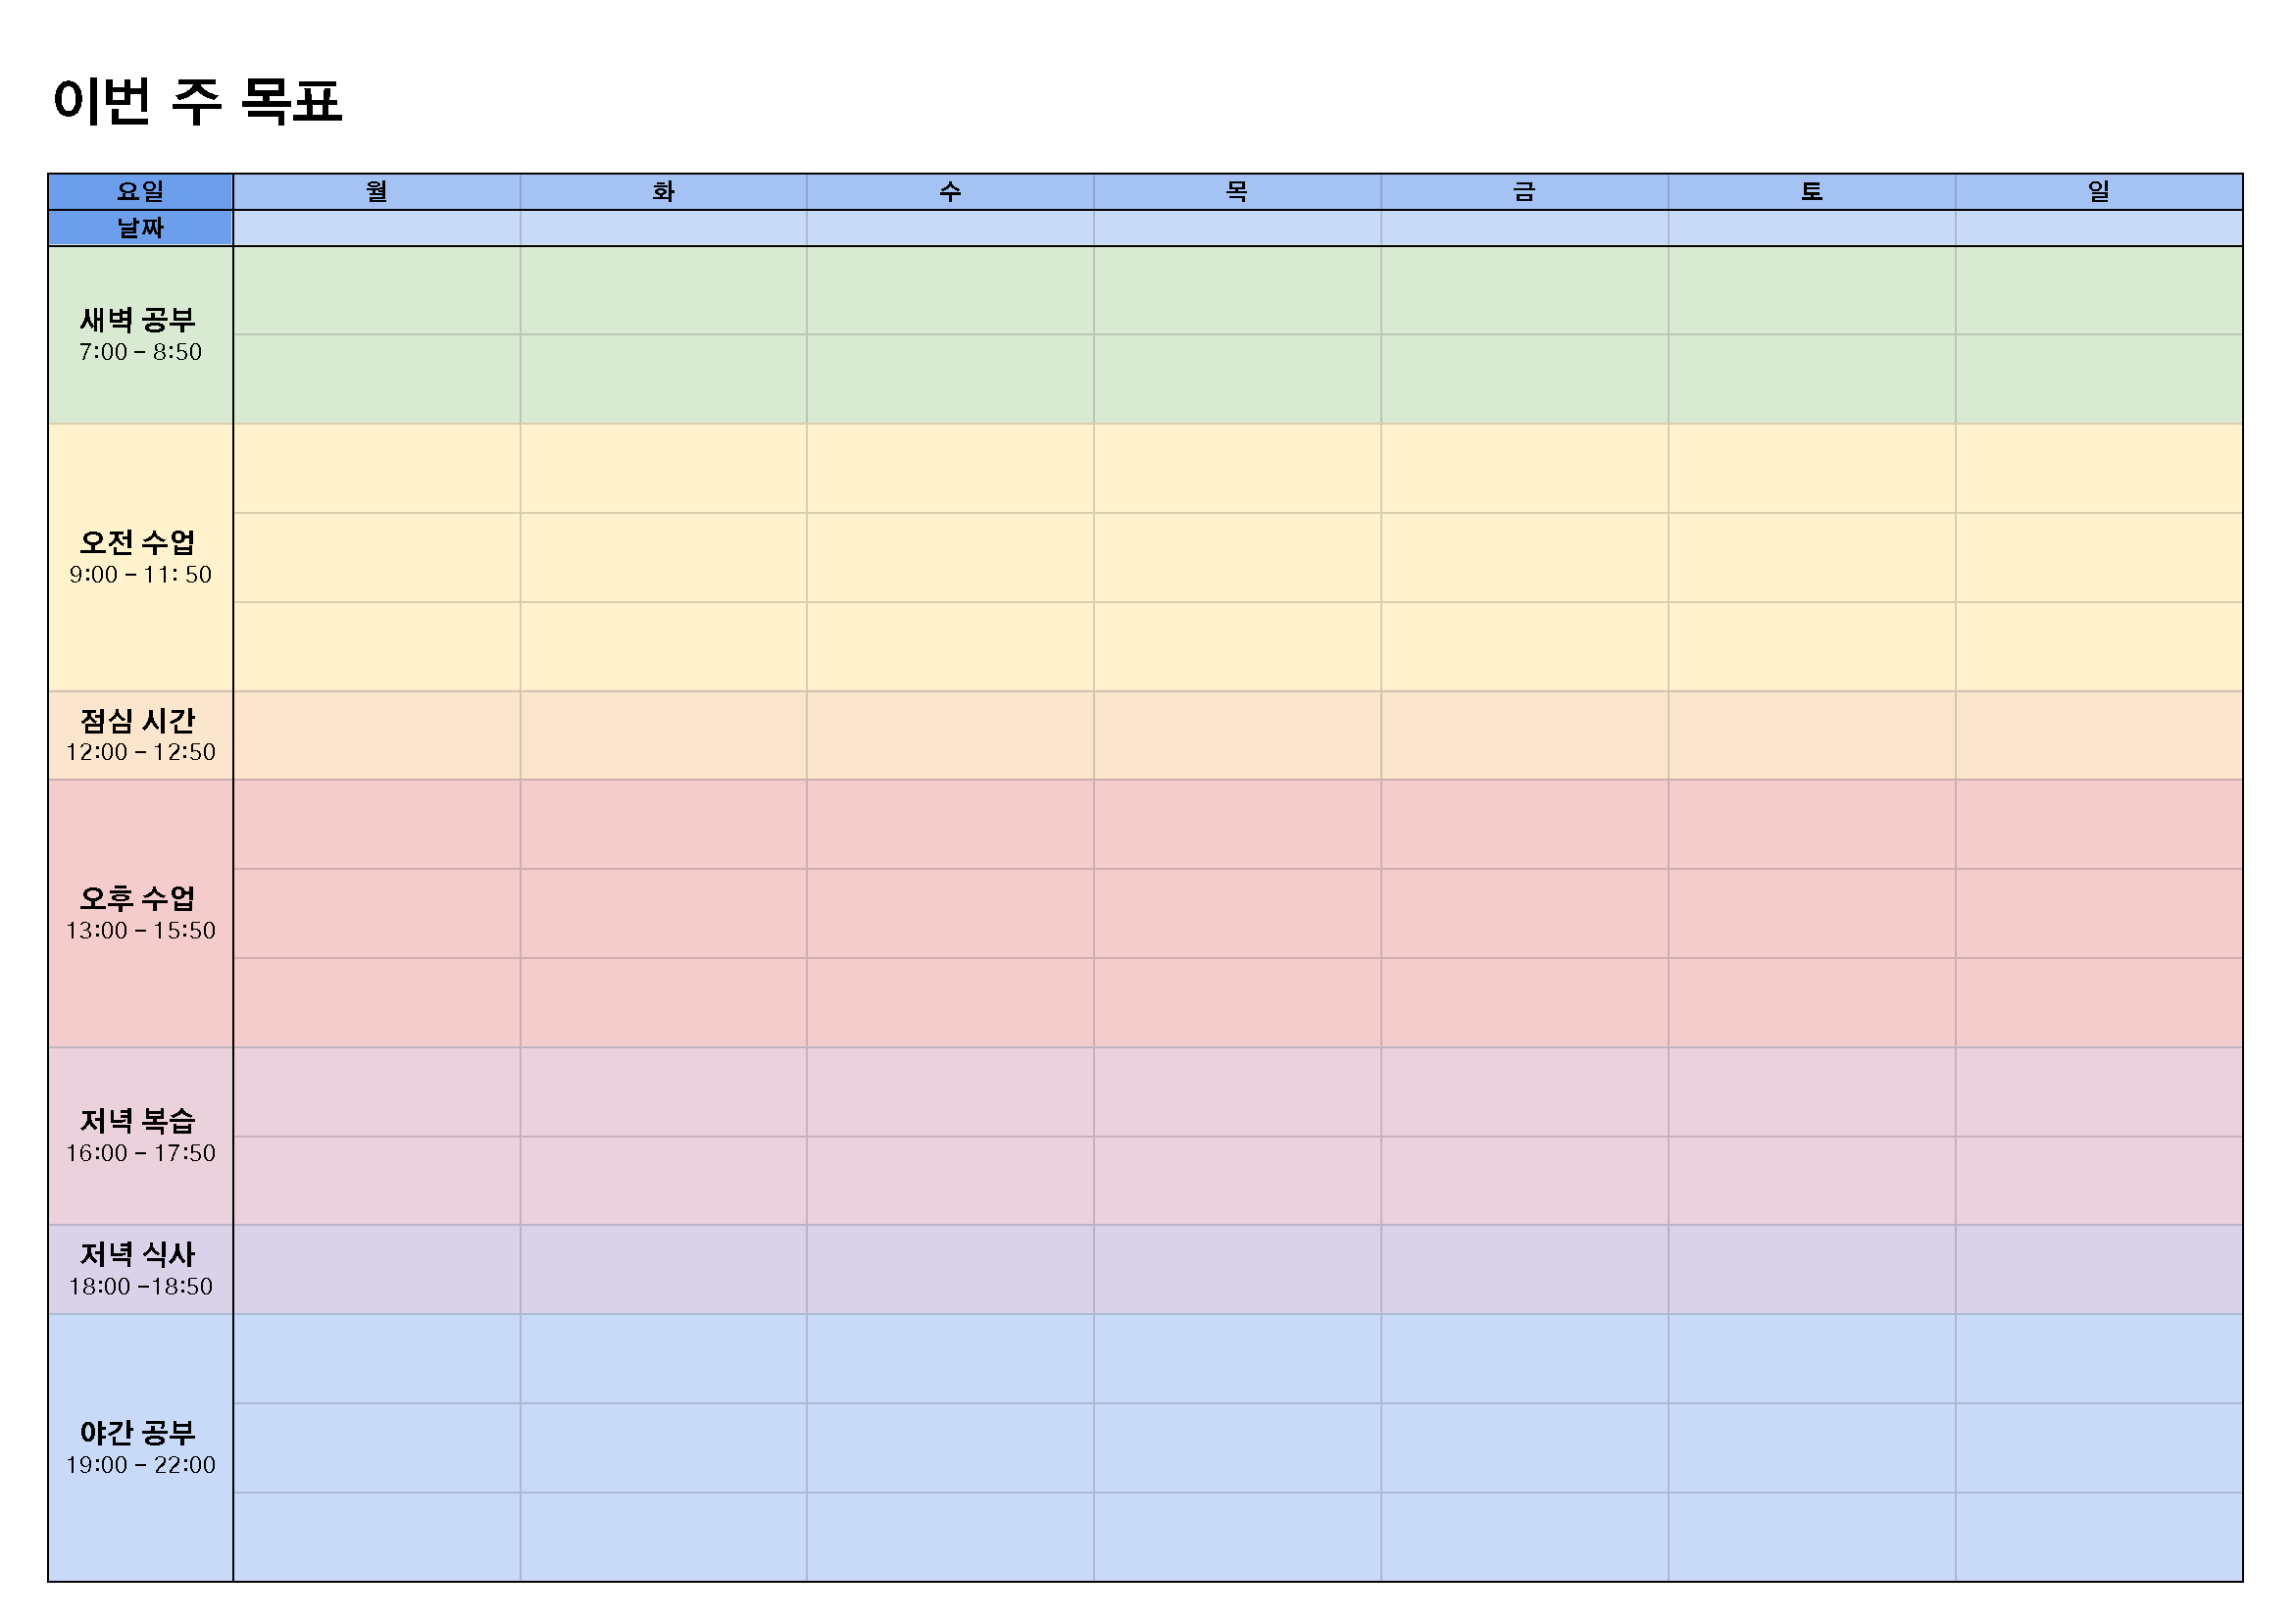 이번 주 목표
요일 월 화 수 목 금 토 일
날짜
새벽 공부
7:00 – 8:50
오전 수업
9:00 – 11: 50
점심 시간
12:00 – 12:50
오후 수업
13:00 – 15:50
저녁 복습
16:00 – 17:50
저녁 식사
18:00 –18:50
야간 공부
19:00 – 22:00